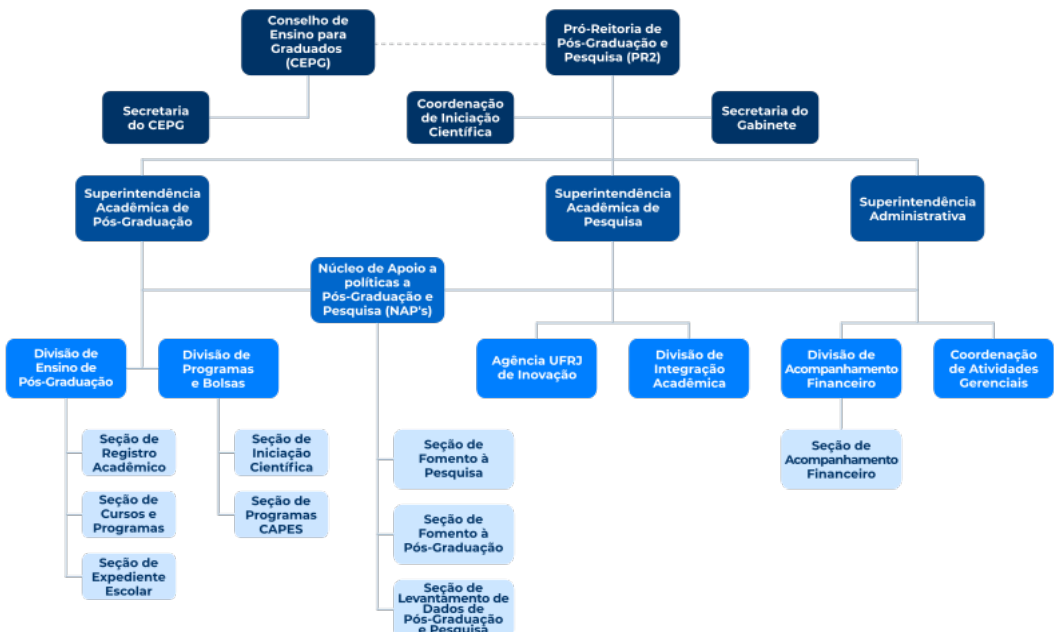 Conselho de
Ensino para
Graduados
(CEPG)
Pró-Reitoria de
Pós-Graduação e
Pesquisa (PR2)
Secretaria
do CEPG
Coordenação
de Iniciação
Científica
Secretaria do
Gabinete
Superintendência
Acadêmica de
Pós-Graduação
Superintendência
Acadêmica de
Pesquisa
Superintendência
Administrativa
Núcleo de Apoio a
políticas a
Pós-Graduação e
Pesquisa (NAP's)
Divisão de
Ensino de
Pós-Graduação
Divisão de
Programas
e Bolsas
Agência UFRJ
de Inovação
Divisão de
Integração
Acadêmica
Divisão de
Acompanhamento
Financeiro
Coordenação
de Atividades
Gerenciais
Seção de
Registro
Acadêmico
Seção de
Iniciação
Científica
Seção de
Fomento à
Pesquisa
Seção de
Acompanhamento
Financeiro
Seção de
Cursos e
Programas
Seção de
Programas
CAPES
Seção de
Fomento à
Pós-Graduação
Seção de
Expediente
Escolar
Seção de
Levantamento de
Dados de
Pós-Graduação
e Pesquisa